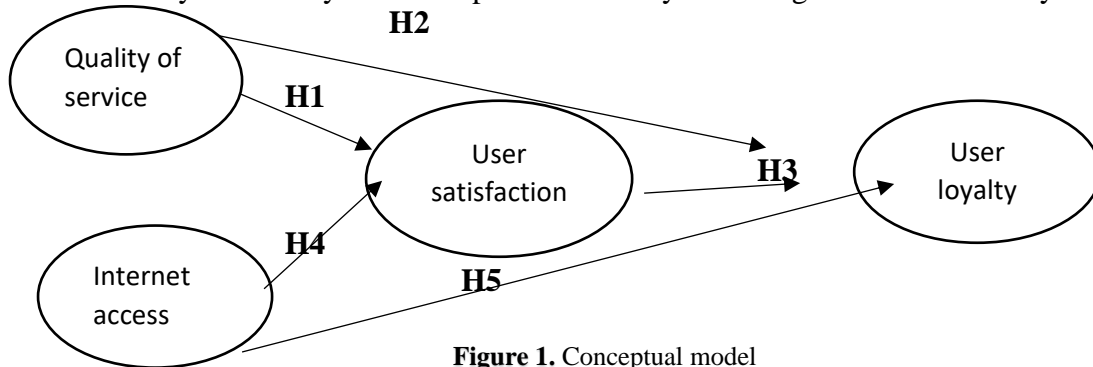 H2
Quality of
service
H1
User
satisfaction
H3
User
loyalty
H4
Internet
access
H5
Figure 1. Conceptual model